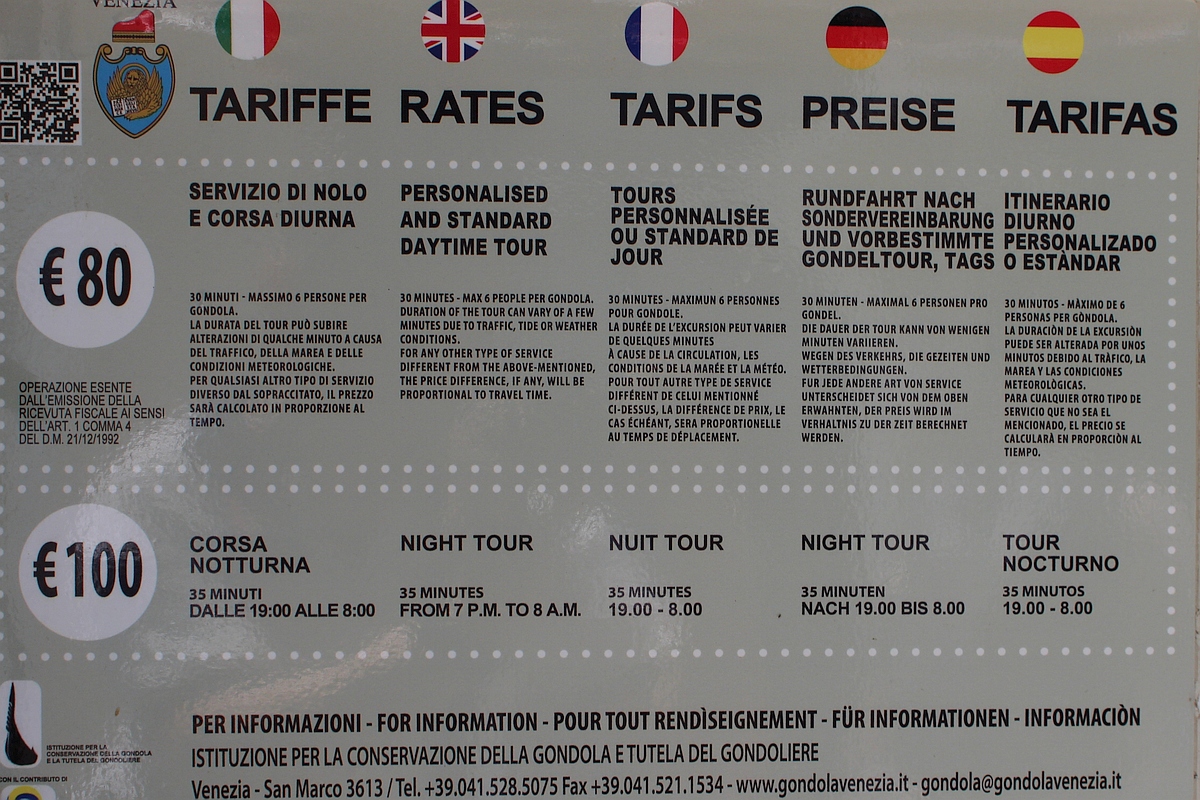 VENEZIA
TARIFFE
RATES
TARIFS
PREISE
TARIFAS
€ 80
OPERAZIONE ESENTE
DALL'EMISSIONE DELLA
RICEVUTA FISCALE AI SENSI
DELL'ART. 1 COMMA 4
DEL D.M. 21/12/1992
SERVIZIO DI NOLO
E CORSA DIURNA
30 MINUTI - MASSIMO 6 PERSONE PER
GONDOLA.
LA DURATA DEL TOUR PUÒ SUBIRE
ALTERAZIONI DI QUALCHE MINUTO A CAUSA
DEL TRAFFICO, DELLA MAREA E DELLE
CONDIZIONI METEOROLOGICHE.
PER QUALSIASI ALTRO TIPO DI SERVIZIO
DIVERSO DAL SOPRACCITATO, IL PREZZO
SARÀ CALCOLATO IN PROPORZIONE AL
TEMPO.
PERSONALISED
AND STANDARD
DAYTIME TOUR
30 MINUTES - MAX 6 PEOPLE PER GONDOLA.
DURATION OF THE TOUR CAN VARY OF A FEW
MINUTES DUE TO TRAFFIC, TIDE OR WEATHER
CONDITIONS.
FOR ANY OTHER TYPE OF SERVICE
DIFFERENT FROM THE ABOVE-MENTIONED,
THE PRICE DIFFERENCE, IF ANY, WILL BE
PROPORTIONAL TO TRAVEL TIME.
TOURS
PERSONNALISÉE
OU STANDARD DE
JOUR
30 MINUTES - MAXIMUN 6 PERSONNES
POUR GONDOLE.
LA DURÉE DE L'EXCURSION PEUT VARIER
DE QUELQUES MINUTES
À CAUSE DE LA CIRCULATION, LES
CONDITIONS DE LA MARÉE ET LA MÉTÉO.
POUR TOUT AUTRE TYPE DE SERVICE
DIFFÉRENT DE CELUI MENTIONNÉ
CI-DESSUS, LA DIFFÉRENCE DE PRIX, LE
CAS ÉCHÉANT, SERA PROPORTIONELLE
AU TEMPS DE DÉPLACEMENT.
RUNDFAHRT NACH
SONDERVEREINBARUNG
UND VORBESTIMMTE
GONDELTOUR, TAGS
30 MINUTEN - MAXIMAL 6 PERSONEN PRO
GONDEL.
DIE DAUER DER TOUR KANN VON WENIGEN
MINUTEN VARIIEREN.
WEGEN DES VERKEHRS, DIE GEZEITEN UND
WETTERBEDINGUNGEN.
FUR JEDE ANDERE ART VON SERVICE
UNTERSCHEIDET SICH VON DEM OBEN
ERWAHNTEN, DER PREIS WIRD IM
VERHALTNIS ZU DER ZEIT BERECHNET
WERDEN.
ITINERARIO
DIURNO
PERSONALIZADO
O ESTÀNDAR
30 MINUTOS - MÀXIMO DE 6
PERSONAS PER GÒNDOLA.
LA DURACIÒN DE LA EXCURSIÒN
PUEDE SER ALTERADA POR UNOS
MINUTOS DEBIDO AL TRÀFICO, LA
MAREA Y LAS CONDICIONES
METEOROLÒGICAS.
PARA CUALQUIER OTRO TIPO DE
SERVICIO QUE NO SEA EL
MENCIONADO, EL PRECIO SE
CALCULARÀ EN PROPORCIÒN AL
TIEMPO.
€ 100
CORSA
NOTTURNA
35 MINUTI
DALLE 19:00 ALLE 8:00
NIGHT TOUR
35 MINUTES
FROM 7 P.M. TO 8 A.M.
NUIT TOUR
35 MINUTES
19.00 - 8.00
NIGHT TOUR
35 MINUTEN
NACH 19.00 BIS 8.00
TOUR
NOCTURNO
35 MINUTOS
19.00 - 8.00
PER INFORMAZIONI - FOR INFORMATION - POUR TOUT RENDÌSEIGNEMENT - FÜR INFORMATIONEN - INFORMACIÒN
ISTITUZIONE PER LA CONSERVAZIONE DELLA GONDOLA E TUTELA DEL GONDOLIERE
Venezia - San Marco 3613 / Tel. +39.041.528.5075 Fax +39.041.521.1534 - www.gondolavenezia.it - gondola@gondolavenezia.it
ISTITUZIONE PER LA
CONSERVAZIONE DELLA GONDOLA
E LA TUTELA DEL GONDOLIERE
CON IL CONTRIBUTO DI